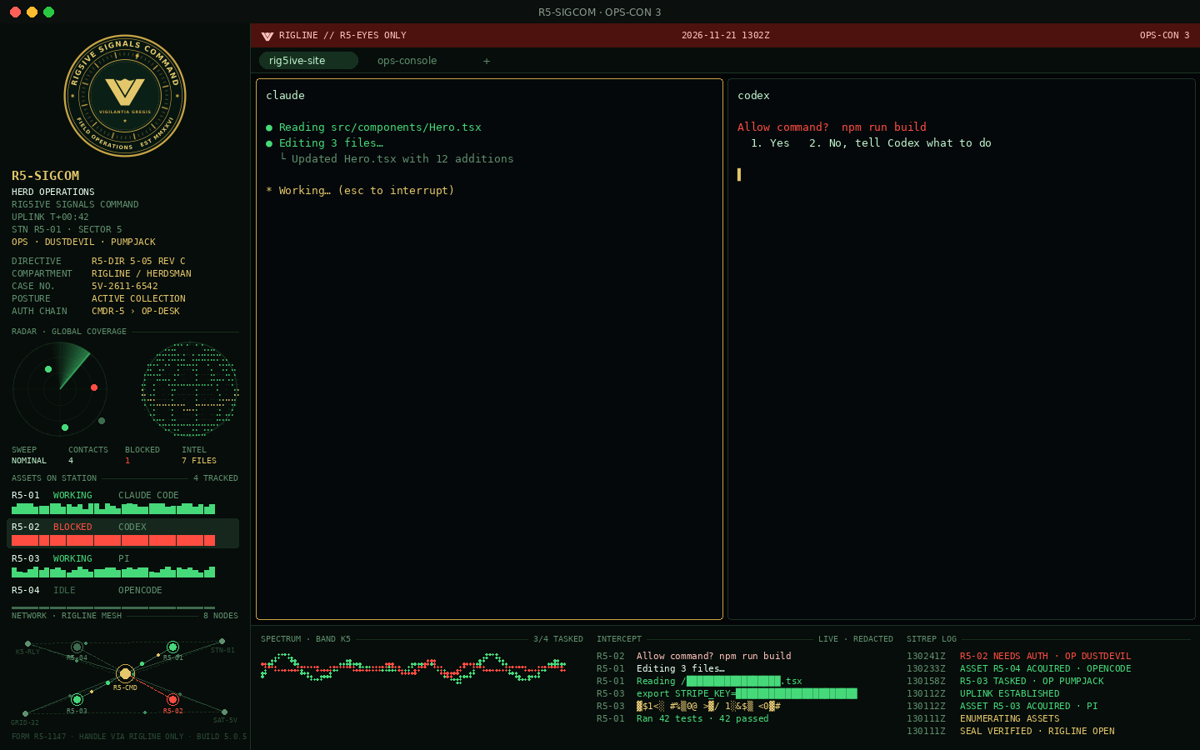 R5-SIGCOM · OPS-CON 3
RIG5IVE SIGNALS COMMAND
VIGILANTIA GREGIS
FIELD OPERATIONS EST MMXXVI
R5-SIGCOM
HERD OPERATIONS
RIG5IVE SIGNALS COMMAND
UPLINK T+00:42
STN R5-01 · SECTOR 5
OPS · DUSTDEVIL · PUMPJACK
DIRECTIVE R5-DIR 5-05 REV C
COMPARTMENT RIGLINE / HERDSMAN
CASE NO. 5V-2611-6542
POSTURE ACTIVE COLLECTION
AUTH CHAIN CMDR-5 › OP-DESK
RADAR · GLOBAL COVERAGE
SWEEP CONTACTS BLOCKED INTEL
NOMINAL 4 1 7 FILES
ASSETS ON STATION 4 TRACKED
R5-01 WORKING CLAUDE CODE
R5-02 BLOCKED CODEX
R5-03 WORKING PI
R5-04 IDLE OPENCODE
NETWORK · RIGLINE MESH 8 NODES
K5-RLY R5-04 R5-01 STN-01
R5-CMD
R5-03 R5-02
GRID-32 SAT-5V
FORM R5-1147 · HANDLE VIA RIGLINE ONLY · BUILD 5.0.5
RIGLINE // R5-EYES ONLY 2026-11-21 1302Z OPS-CON 3
rig5ive-site ops-console +
claude
● Reading src/components/Hero.tsx
● Editing 3 files…
└ Updated Hero.tsx with 12 additions
* Working… (esc to interrupt)
codex
Allow command? npm run build
1. Yes 2. No, tell Codex what to do
SPECTRUM · BAND K5 3/4 TASKED
INTERCEPT LIVE · REDACTED
R5-02 Allow command? npm run build
R5-01 Editing 3 files…
R5-01 Reading /████████████████.tsx
R5-03 export STRIPE_KEY=█████████████████████
R5-03
R5-01 Ran 42 tests · 42 passed
SITREP LOG
130241Z R5-02 NEEDS AUTH · OP DUSTDEVIL
130233Z ASSET R5-04 ACQUIRED · OPENCODE
130158Z R5-03 TASKED · OP PUMPJACK
130112Z UPLINK ESTABLISHED
130112Z ASSET R5-03 ACQUIRED · PI
130111Z ENUMERATING ASSETS
130111Z SEAL VERIFIED · RIGLINE OPEN